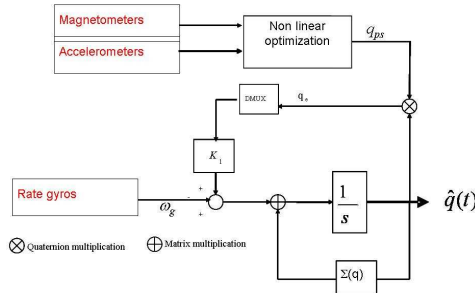 Magnetometers
Accelerometers
Non linear
optimization
q_ps
DMUX
q_e
K_1
Rate gyros
ω_g
- +
+
1
s
q̂(t)
Σ(q)
Quaternion multiplication
Matrix multiplication